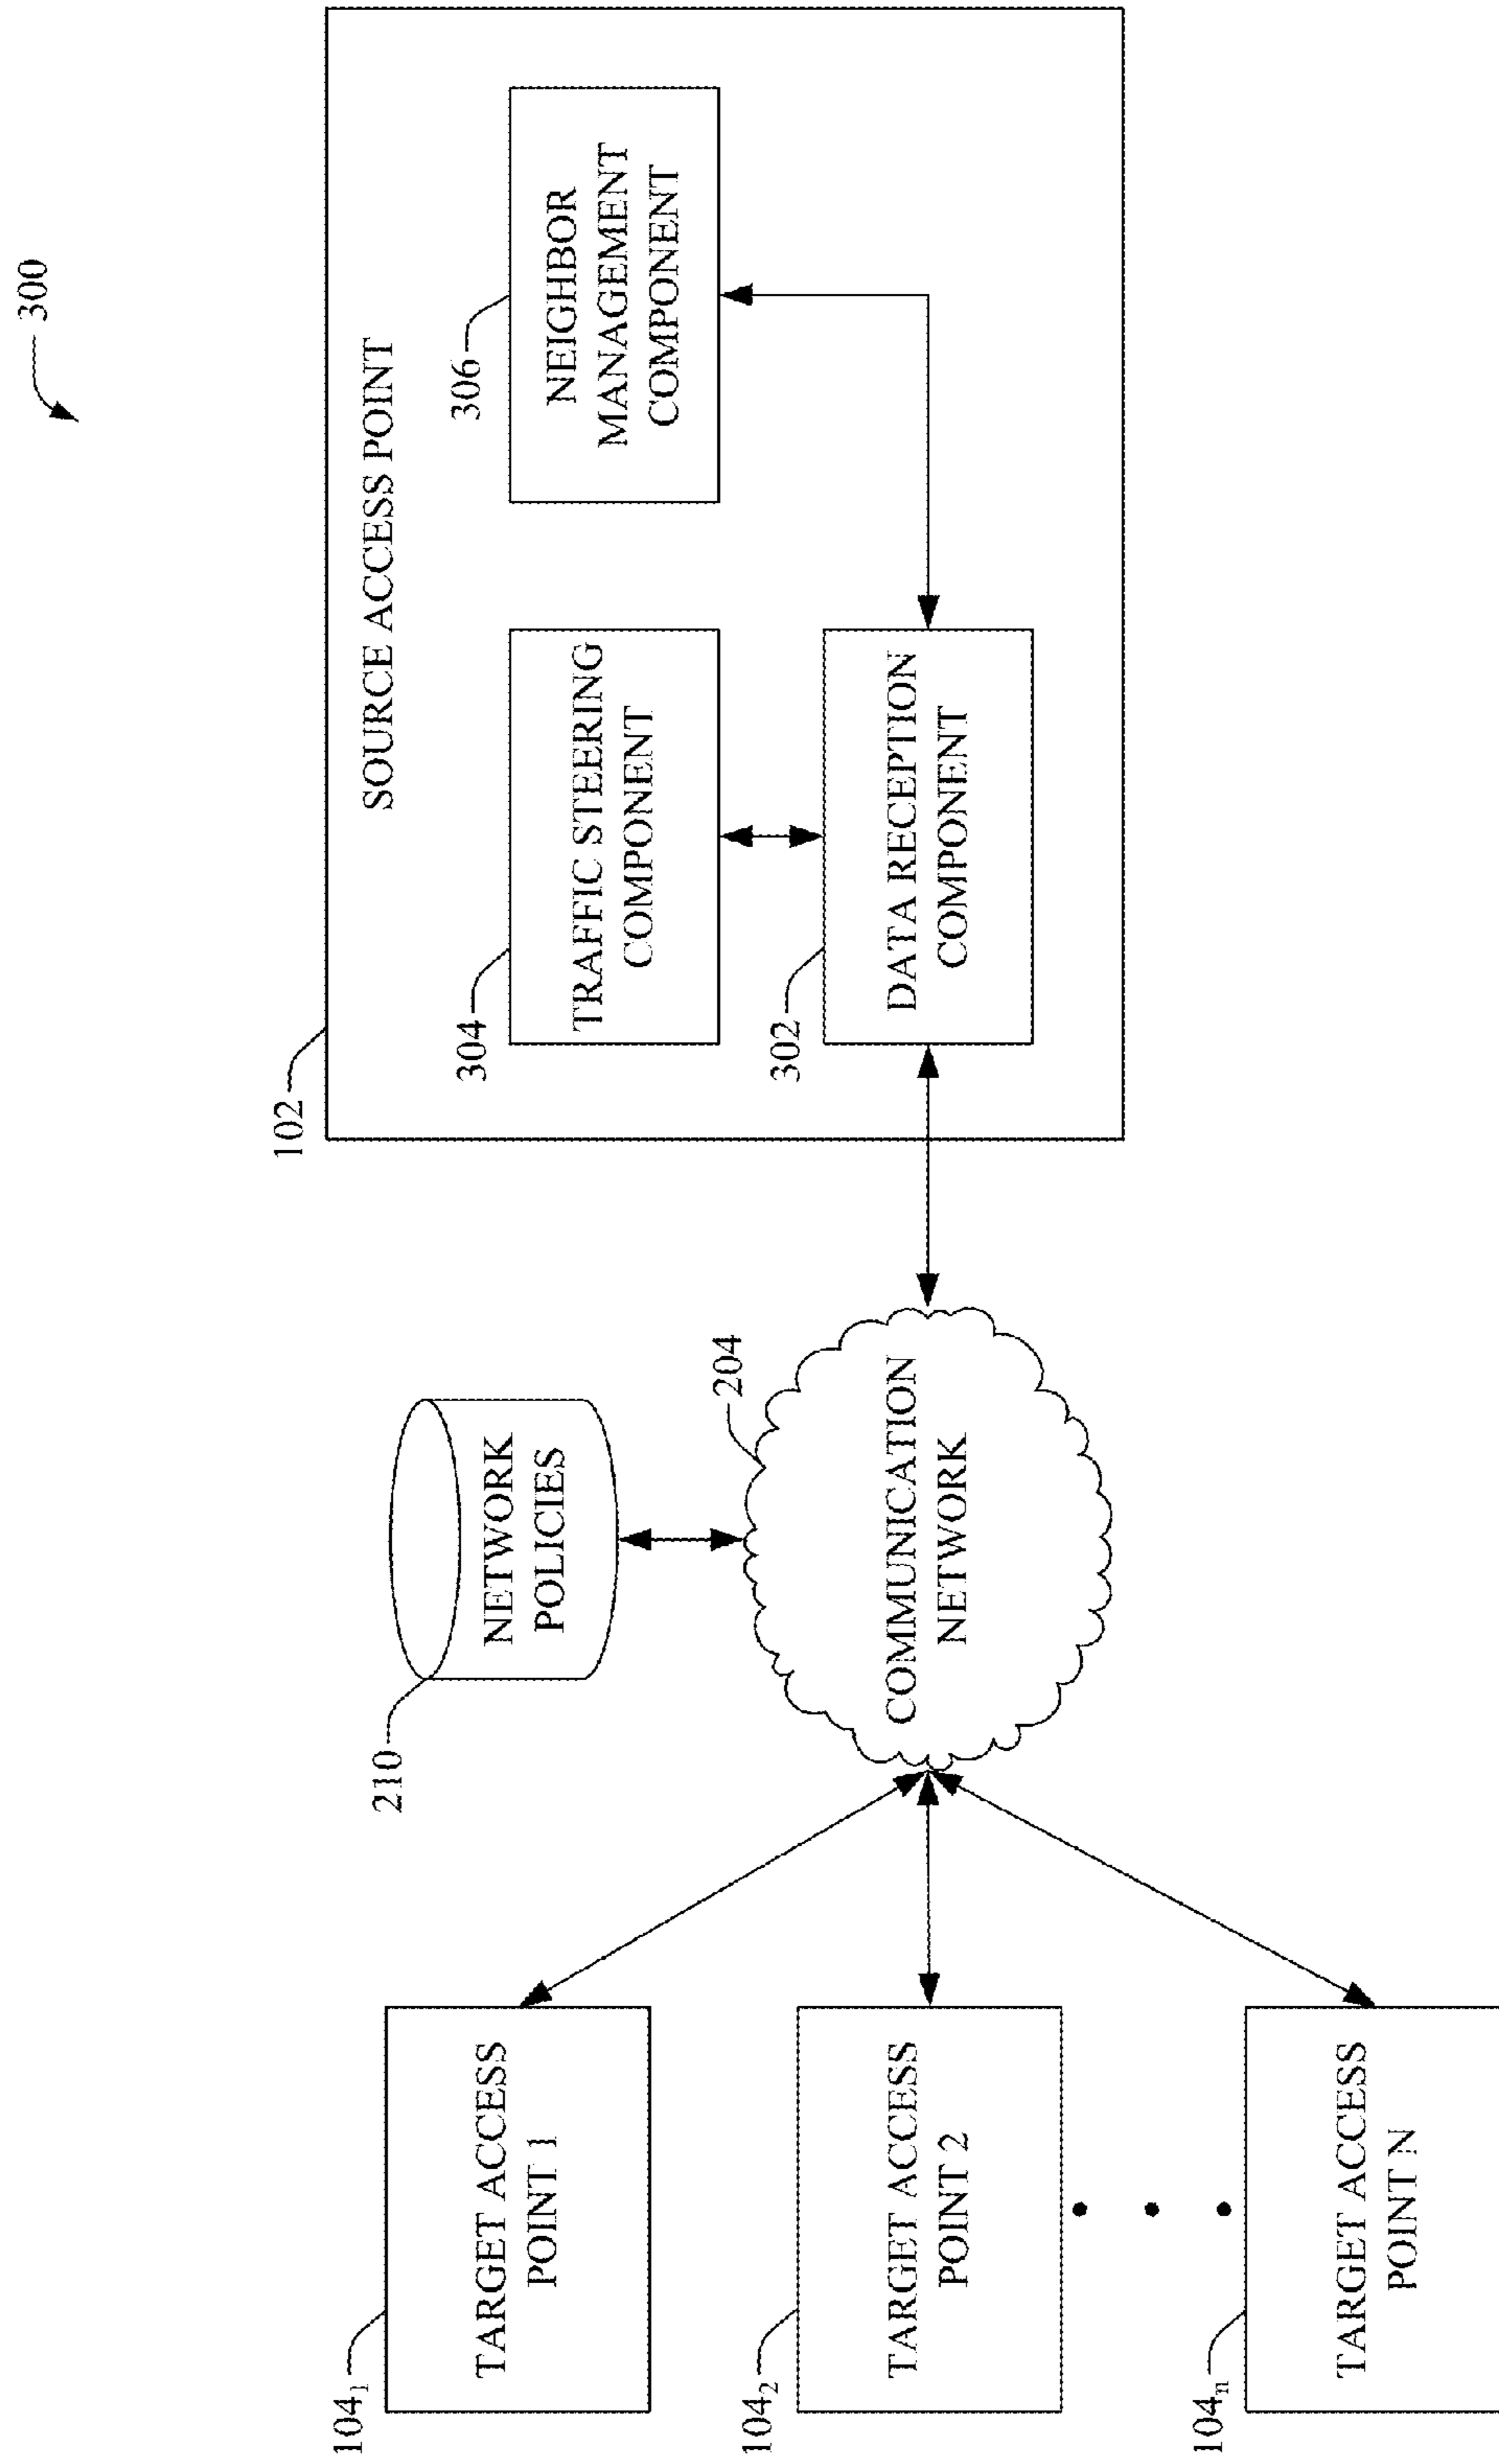 300
102
SOURCE ACCESS POINT
304
TRAFFIC STEERING
COMPONENT
306
NEIGHBOR
MANAGEMENT
COMPONENT
302
DATA RECEPTION
COMPONENT
210
NETWORK
POLICIES
204
COMMUNICATION
NETWORK
104₁
TARGET ACCESS
POINT 1
104₂
TARGET ACCESS
POINT 2
• • •
104ₙ
TARGET ACCESS
POINT N